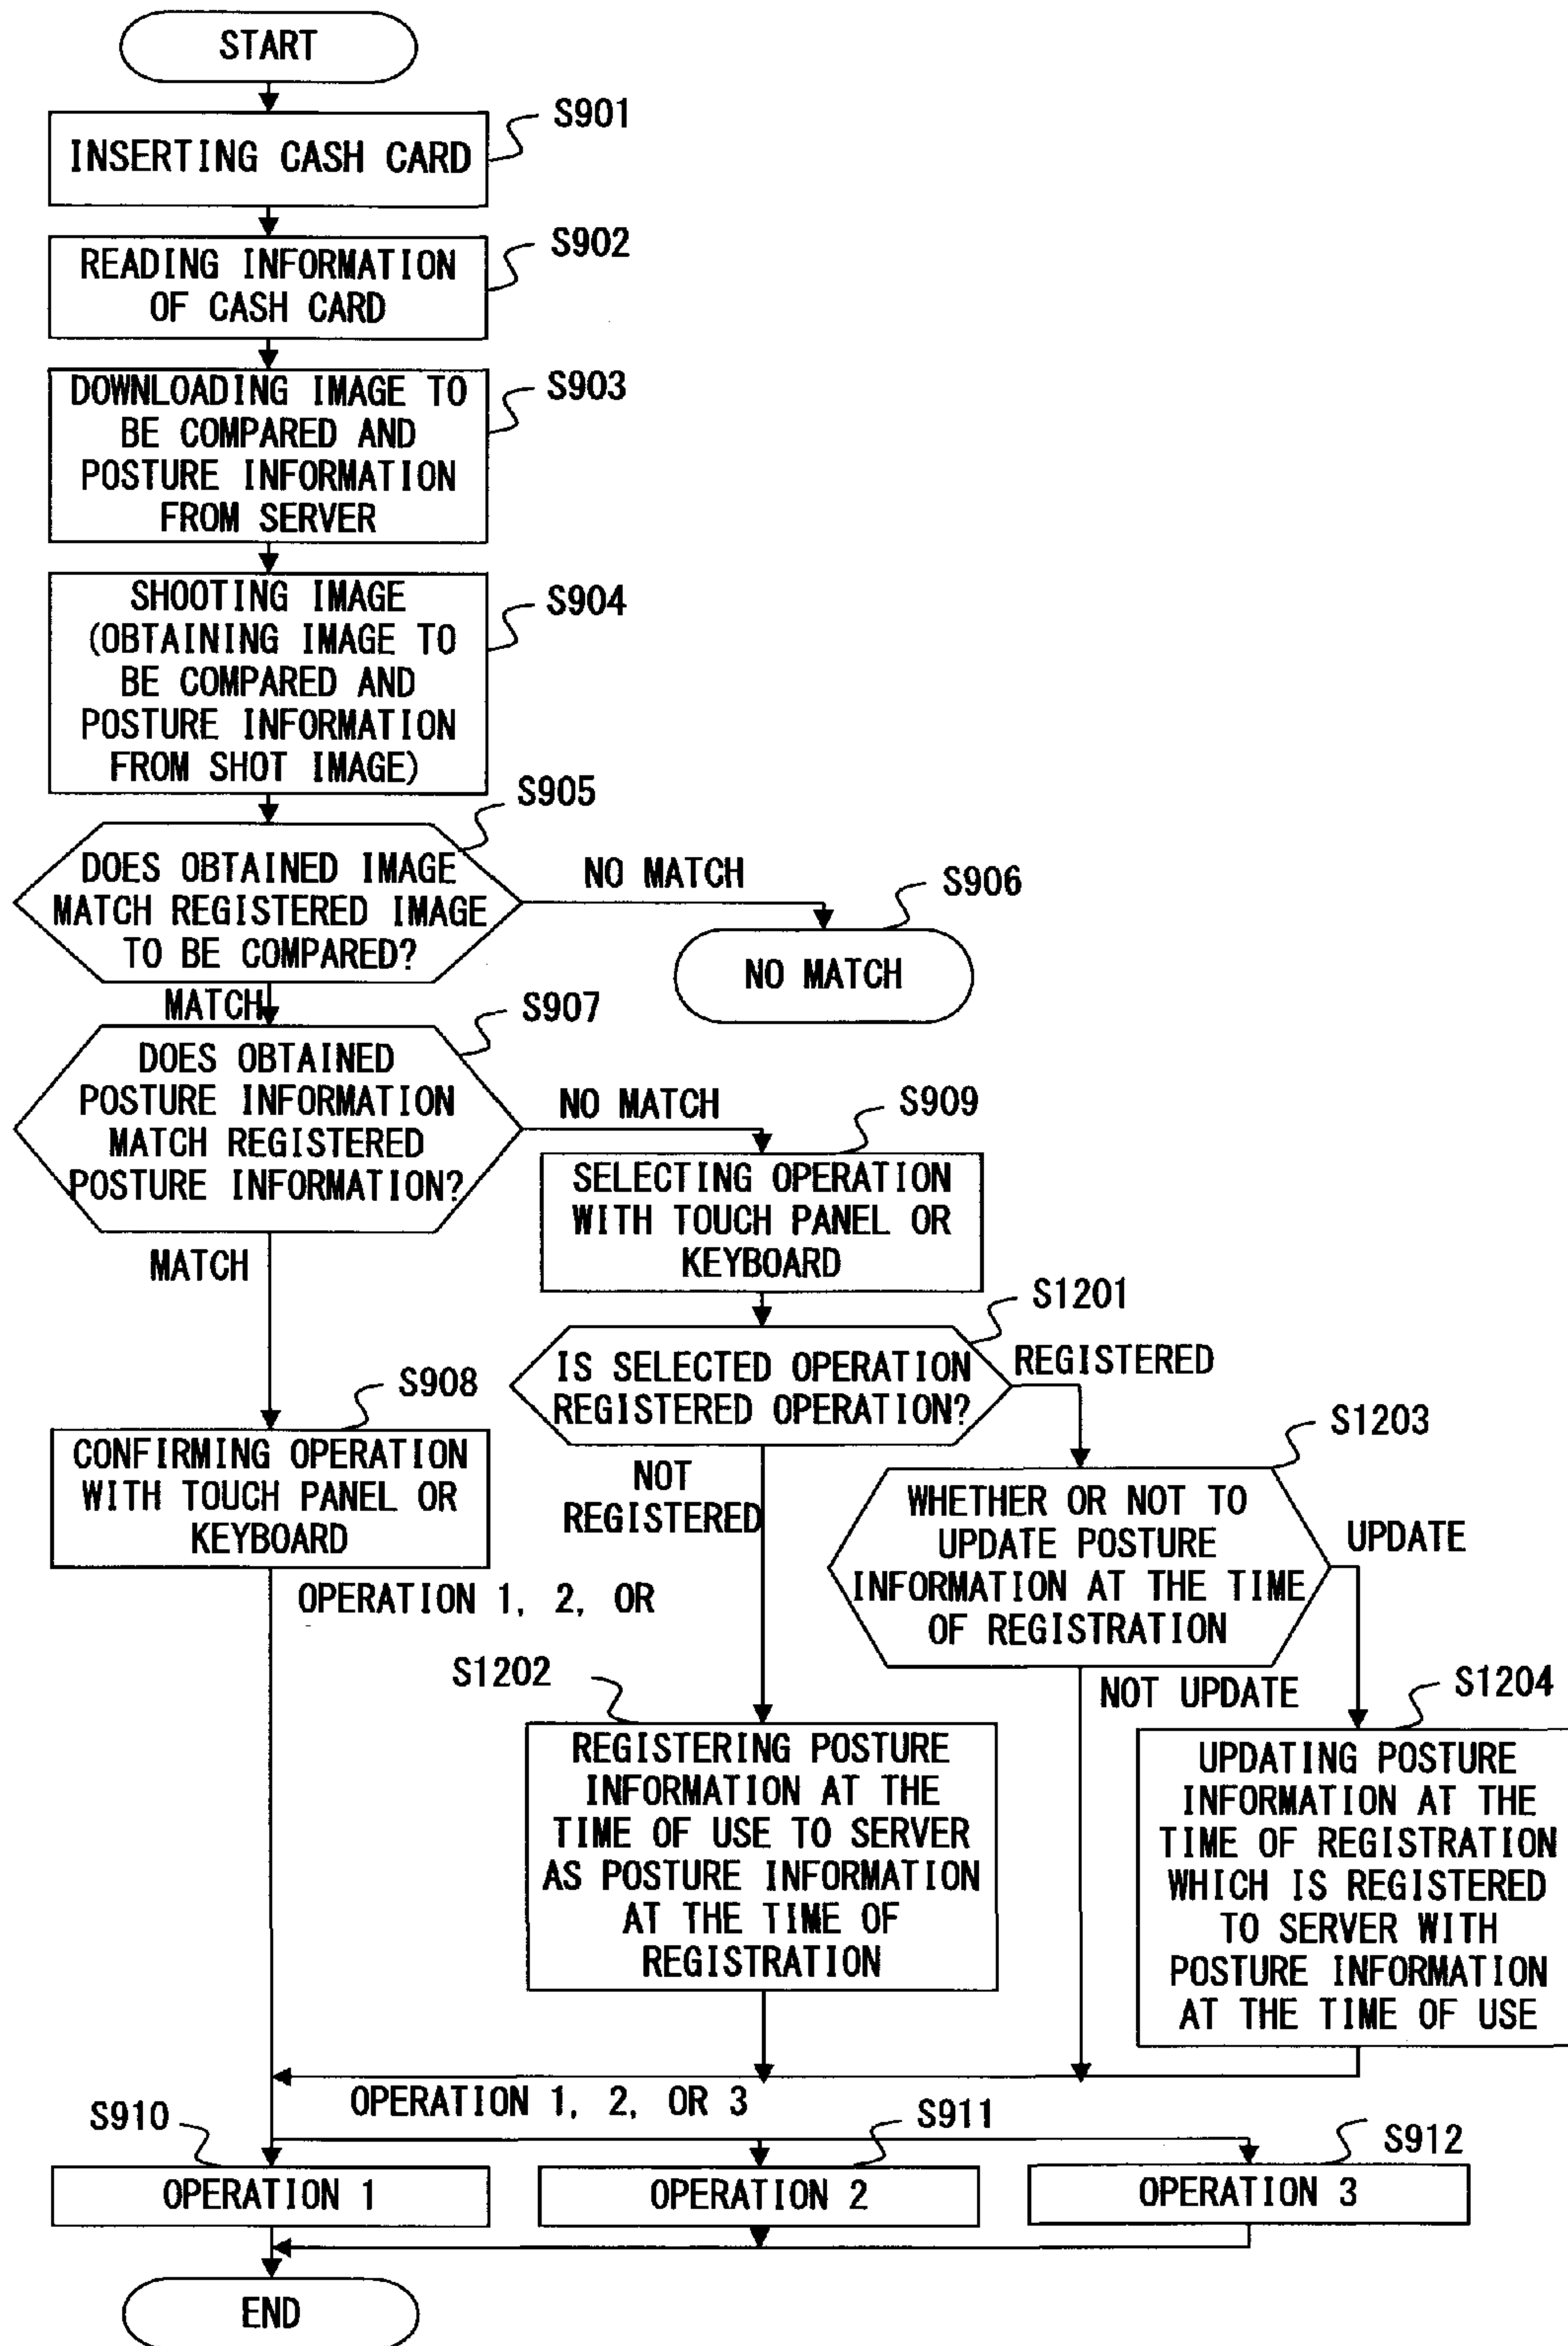 START
S901
INSERTING CASH CARD
S902
READING INFORMATION
OF CASH CARD
S903
DOWNLOADING IMAGE TO
BE COMPARED AND
POSTURE INFORMATION
FROM SERVER
S904
SHOOTING IMAGE
(OBTAINING IMAGE TO
BE COMPARED AND
POSTURE INFORMATION
FROM SHOT IMAGE)
S905
DOES OBTAINED IMAGE
MATCH REGISTERED IMAGE
TO BE COMPARED?
NO MATCH
S906
NO MATCH
MATCH
S907
DOES OBTAINED
POSTURE INFORMATION
MATCH REGISTERED
POSTURE INFORMATION?
NO MATCH
S909
SELECTING OPERATION
WITH TOUCH PANEL OR
KEYBOARD
MATCH
S1201
IS SELECTED OPERATION
REGISTERED OPERATION?
REGISTERED
S908
CONFIRMING OPERATION
WITH TOUCH PANEL OR
KEYBOARD
NOT
REGISTERED
S1203
WHETHER OR NOT TO
UPDATE POSTURE
INFORMATION AT THE TIME
OF REGISTRATION
UPDATE
OPERATION 1, 2, OR
S1202
NOT UPDATE
S1204
REGISTERING POSTURE
INFORMATION AT THE
TIME OF USE TO SERVER
AS POSTURE INFORMATION
AT THE TIME OF
REGISTRATION
UPDATING POSTURE
INFORMATION AT THE
TIME OF REGISTRATION
WHICH IS REGISTERED
TO SERVER WITH
POSTURE INFORMATION
AT THE TIME OF USE
OPERATION 1, 2, OR 3
S910
S911
S912
OPERATION 1
OPERATION 2
OPERATION 3
END